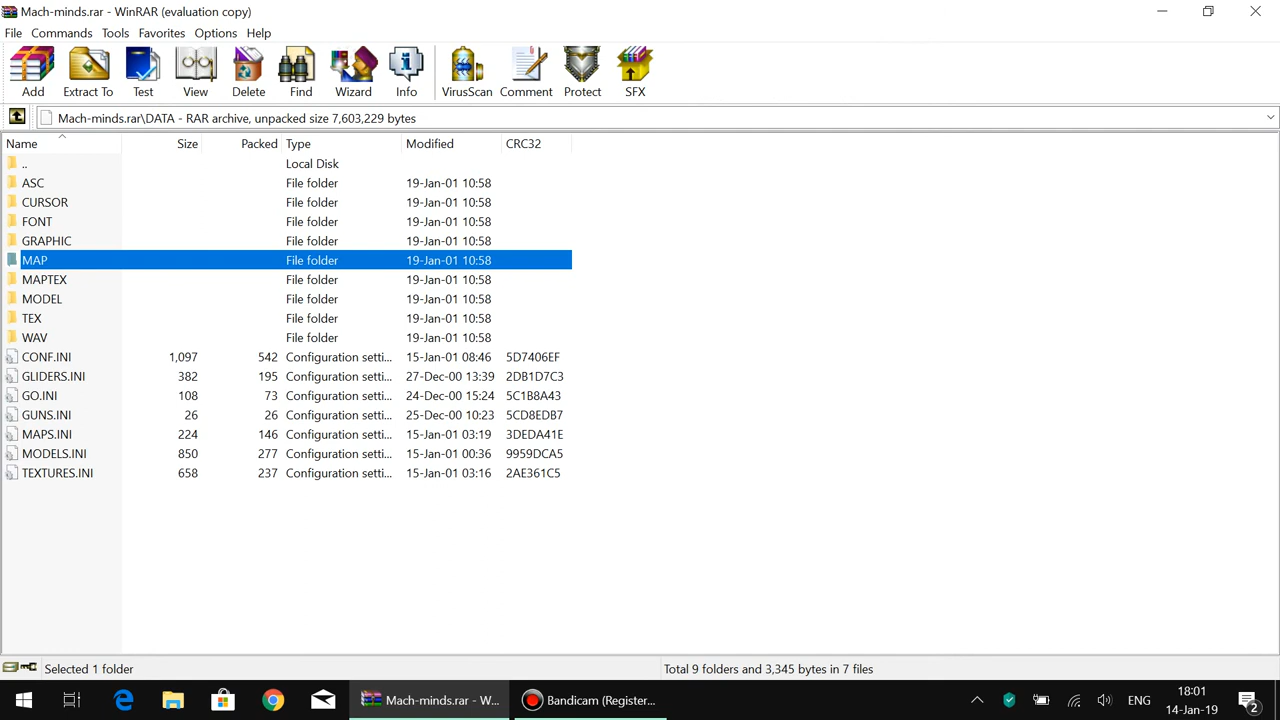 Mach-minds.rar - WinRAR (evaluation copy)
File Commands Tools Favorites Options Help
Add Extract To Test View Delete Find Wizard Info VirusScan Comment Protect SFX
Mach-minds.rar\DATA - RAR archive, unpacked size 7,603,229 bytes
Name Size Packed Type Modified CRC32
.. Local Disk
ASC File folder 19-Jan-01 10:58
CURSOR File folder 19-Jan-01 10:58
FONT File folder 19-Jan-01 10:58
GRAPHIC File folder 19-Jan-01 10:58
MAP File folder 19-Jan-01 10:58
MAPTEX File folder 19-Jan-01 10:58
MODEL File folder 19-Jan-01 10:58
TEX File folder 19-Jan-01 10:58
WAV File folder 19-Jan-01 10:58
CONF.INI 1,097 542 Configuration setti... 15-Jan-01 08:46 5D7406EF
GLIDERS.INI 382 195 Configuration setti... 27-Dec-00 13:39 2DB1D7C3
GO.INI 108 73 Configuration setti... 24-Dec-00 15:24 5C1B8A43
GUNS.INI 26 26 Configuration setti... 25-Dec-00 10:23 5CD8EDB7
MAPS.INI 224 146 Configuration setti... 15-Jan-01 03:19 3DEDA41E
MODELS.INI 850 277 Configuration setti... 15-Jan-01 00:36 9959DCA5
TEXTURES.INI 658 237 Configuration setti... 15-Jan-01 03:16 2AE361C5
Selected 1 folder Total 9 folders and 3,345 bytes in 7 files
Mach-minds.rar - W... Bandicam (Register... ENG 18:01
14-Jan-19 2